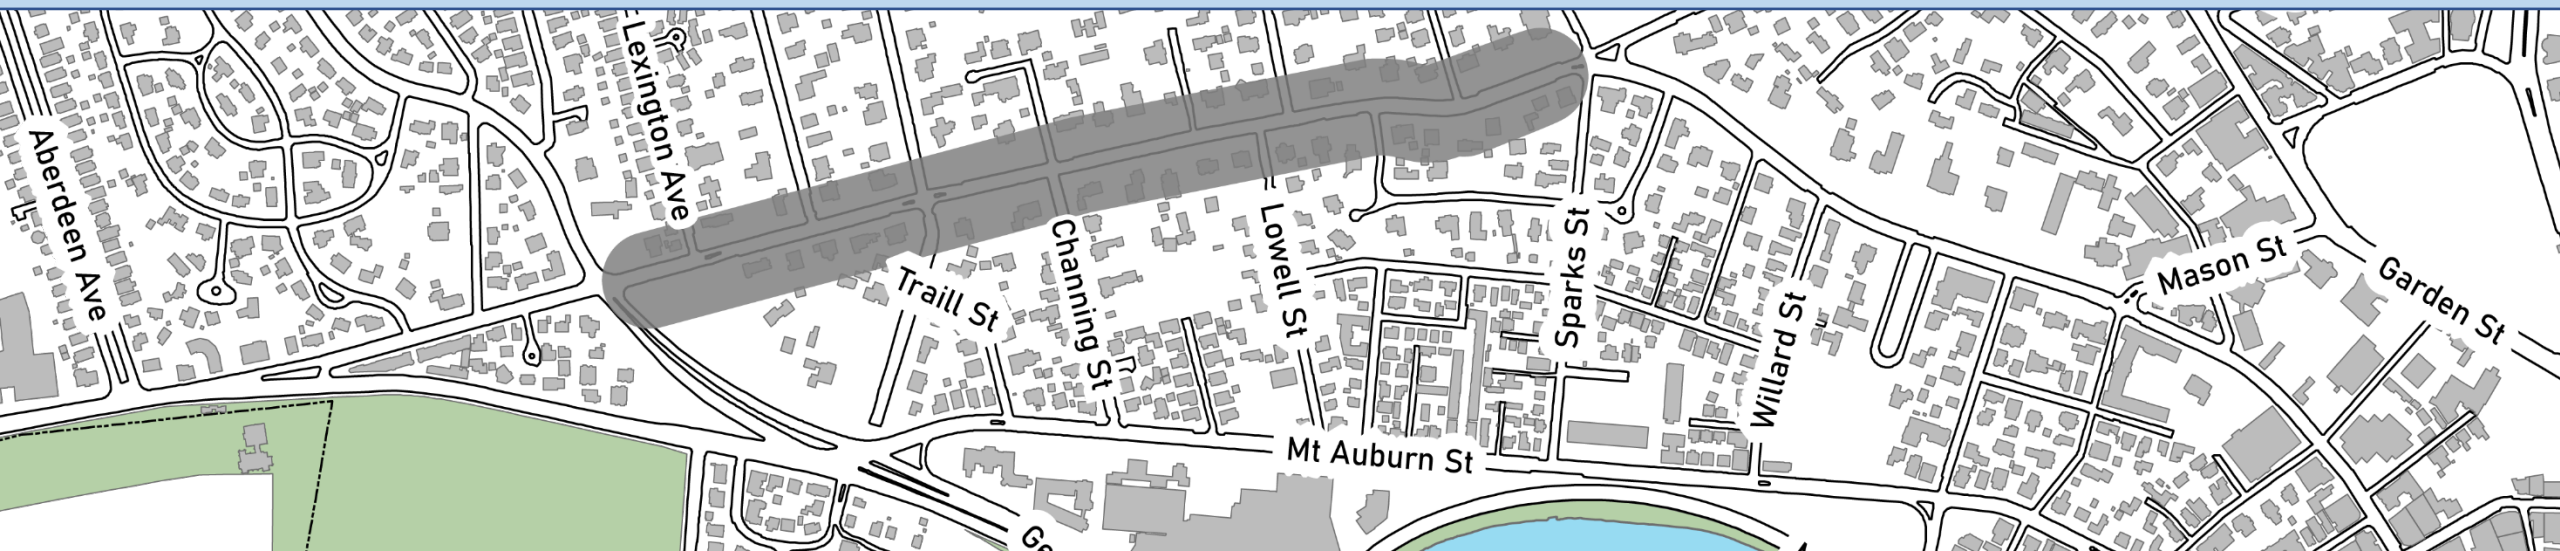 Lexington Ave
Aberdeen Ave
Traill St
Channing St
Lowell St
Sparks St
Willard St
Mason St
Garden St
Mt Auburn St
Ge